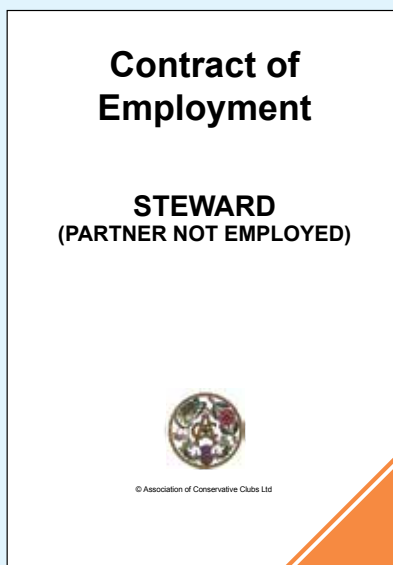 Contract of
Employment
STEWARD
(PARTNER NOT EMPLOYED)
© Association of Conservative Clubs Ltd